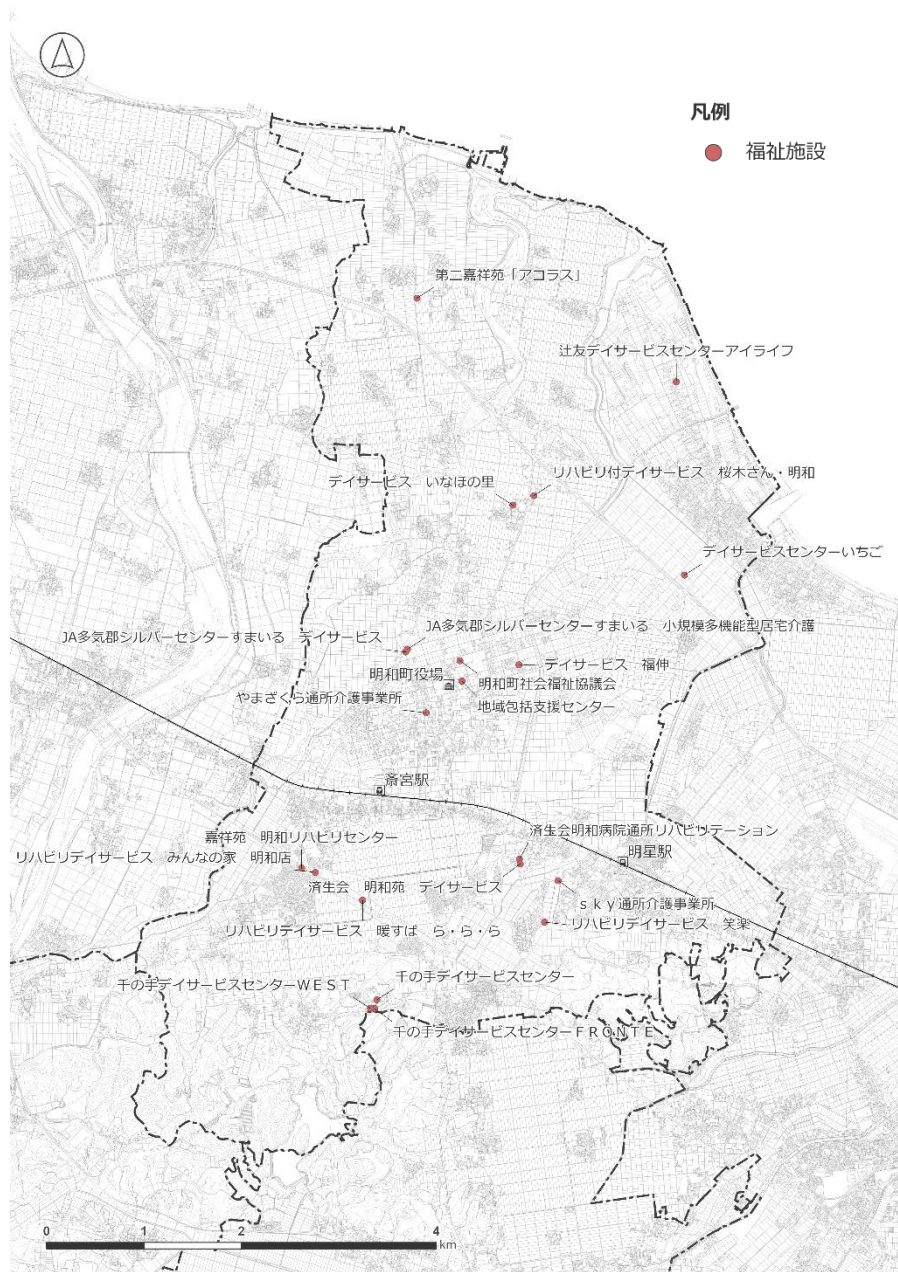 凡例
福祉施設
第二嘉祥苑「アコラス」
辻友デイサービスセンターアイライフ
リハビリ付デイサービス　桜木さん・明和
デイサービス　いなほの里
デイサービスセンターいちご
JA多気郡シルバーセンターすまいる　小規模多機能型居宅介護
JA多気郡シルバーセンターすまいる　デイサービス
デイサービス　福伸
明和町役場
明和町社会福祉協議会
やまざくら通所介護事業所
地域包括支援センター
斎宮駅
済生会明和病院通所リハビリテーション
嘉祥苑　明和リハビリセンター
明星駅
リハビリデイサービス　みんなの家　明和店
済生会　明和苑　デイサービス
ｓｋｙ通所介護事業所
リハビリデイサービス　暖すば　ら・ら・ら
リハビリデイサービス　笑楽
千の手デイサービスセンター
千の手デイサービスセンターＷＥＳＴ
千の手デイサービスセンターＦＲＯＮＴＥ
0 1 2 4
km